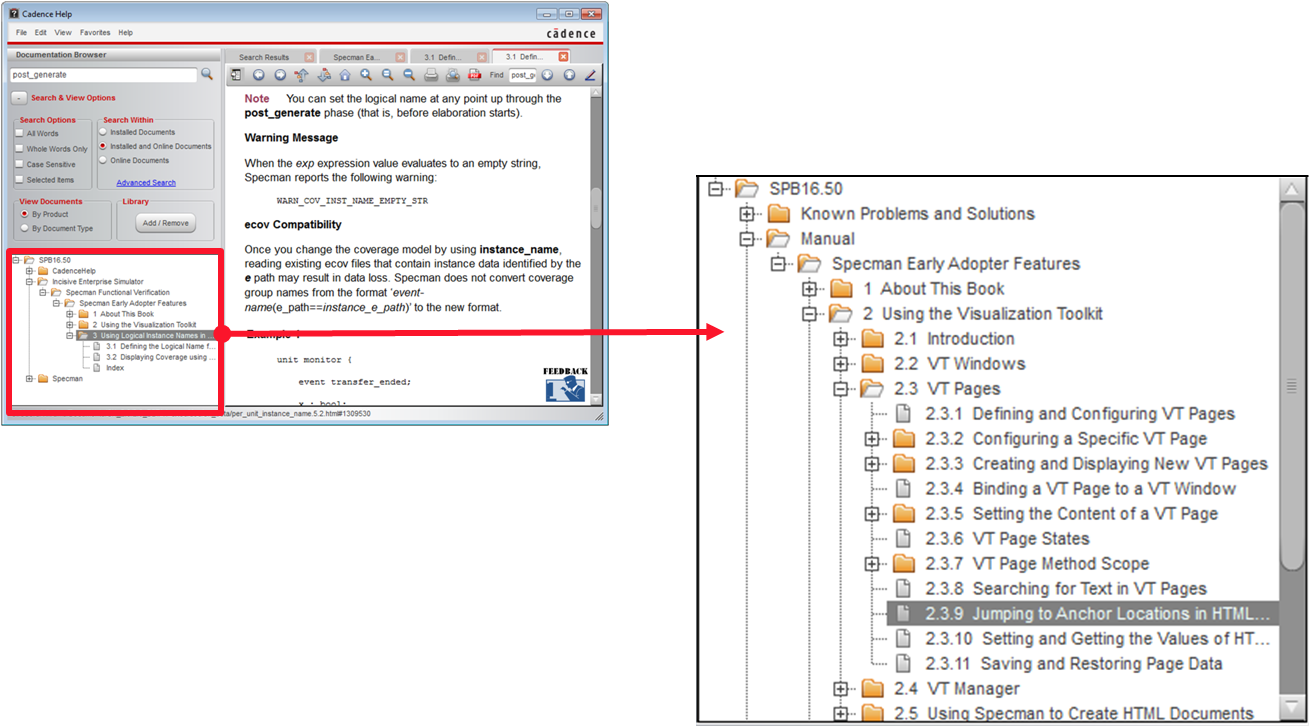 Cadence Help
File Edit View Favorites Help
cādence
Documentation Browser
post_generate
Search & View Options
Search Options
All Words
Whole Words Only
Case Sensitive
Selected Items
Search Within
Installed Documents
Installed and Online Documents
Online Documents
Advanced Search
View Documents
By Product
By Document Type
Library
Add / Remove
SPB16.50
CadenceHelp
Incisive Enterprise Simulator
Specman Functional Verification
Specman Early Adopter Features
1 About This Book
2 Using the Visualization Toolkit
3 Using Logical Instance Names in ...
3.1 Defining the Logical Name f...
3.2 Displaying Coverage using ...
Index
Specman
Search Results
Specman Ea...
3.1 Defin...
3.1 Defin...
Find post_g
Note You can set the logical name at any point up through the
post_generate phase (that is, before elaboration starts).
Warning Message
When the exp expression value evaluates to an empty string,
Specman reports the following warning:
WARN_COV_INST_NAME_EMPTY_STR
ecov Compatibility
Once you change the coverage model by using instance_name,
reading existing ecov files that contain instance data identified by the
e path may result in data loss. Specman does not convert coverage
group names from the format ‘event-
name(e_path==instance_e_path)’ to the new format.
Example 1
unit monitor {
event transfer_ended;
x : bool;
FEEDBACK
ta/per_unit_instance_name.5.2.html#1309530
SPB16.50
Known Problems and Solutions
Manual
Specman Early Adopter Features
1 About This Book
2 Using the Visualization Toolkit
2.1 Introduction
2.2 VT Windows
2.3 VT Pages
2.3.1 Defining and Configuring VT Pages
2.3.2 Configuring a Specific VT Page
2.3.3 Creating and Displaying New VT Pages
2.3.4 Binding a VT Page to a VT Window
2.3.5 Setting the Content of a VT Page
2.3.6 VT Page States
2.3.7 VT Page Method Scope
2.3.8 Searching for Text in VT Pages
2.3.9 Jumping to Anchor Locations in HTML...
2.3.10 Setting and Getting the Values of HT...
2.3.11 Saving and Restoring Page Data
2.4 VT Manager
2.5 Using Specman to Create HTML Documents